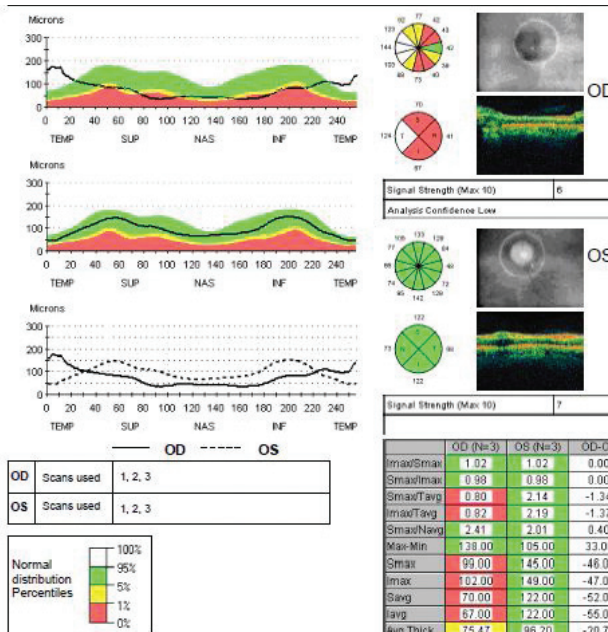 Microns
300
200
100
0
0 20 40 60 80 100 120 140 160 180 200 220 240
TEMP SUP NAS INF TEMP
Microns
300
200
100
0
0 20 40 60 80 100 120 140 160 180 200 220 240
TEMP SUP NAS INF TEMP
Microns
300
200
100
0
0 20 40 60 80 100 120 140 160 180 200 220 240
TEMP SUP NAS INF TEMP
OD OS
OD Scans used 1, 2, 3
OS Scans used 1, 2, 3
Normal
distribution
Percentiles
100%
95%
5%
1%
0%
OD
70
S
124 T N 41
I
Signal Strength (Max 10) 6
Analysis Confidence Low
OS
122
122
Signal Strength (Max 10) 7
OD (N=3) OS (N=3)
Imax/Smax 1.02 1.02 0.00
Smax/Imax 0.98 0.98 0.00
Smax/Tavg 0.80 2.14 -1.34
Imax/Tavg 0.82 2.19 -1.37
Smax/Navg 2.41 2.01 0.40
Max-Min 138.00 105.00 33.0
Smax 99.00 145.00 -46.0
Imax 102.00 149.00 -47.0
Savg 70.00 122.00 -52.0
Iavg 67.00 122.00 -55.0
Avg.Thick 75.47 96.20